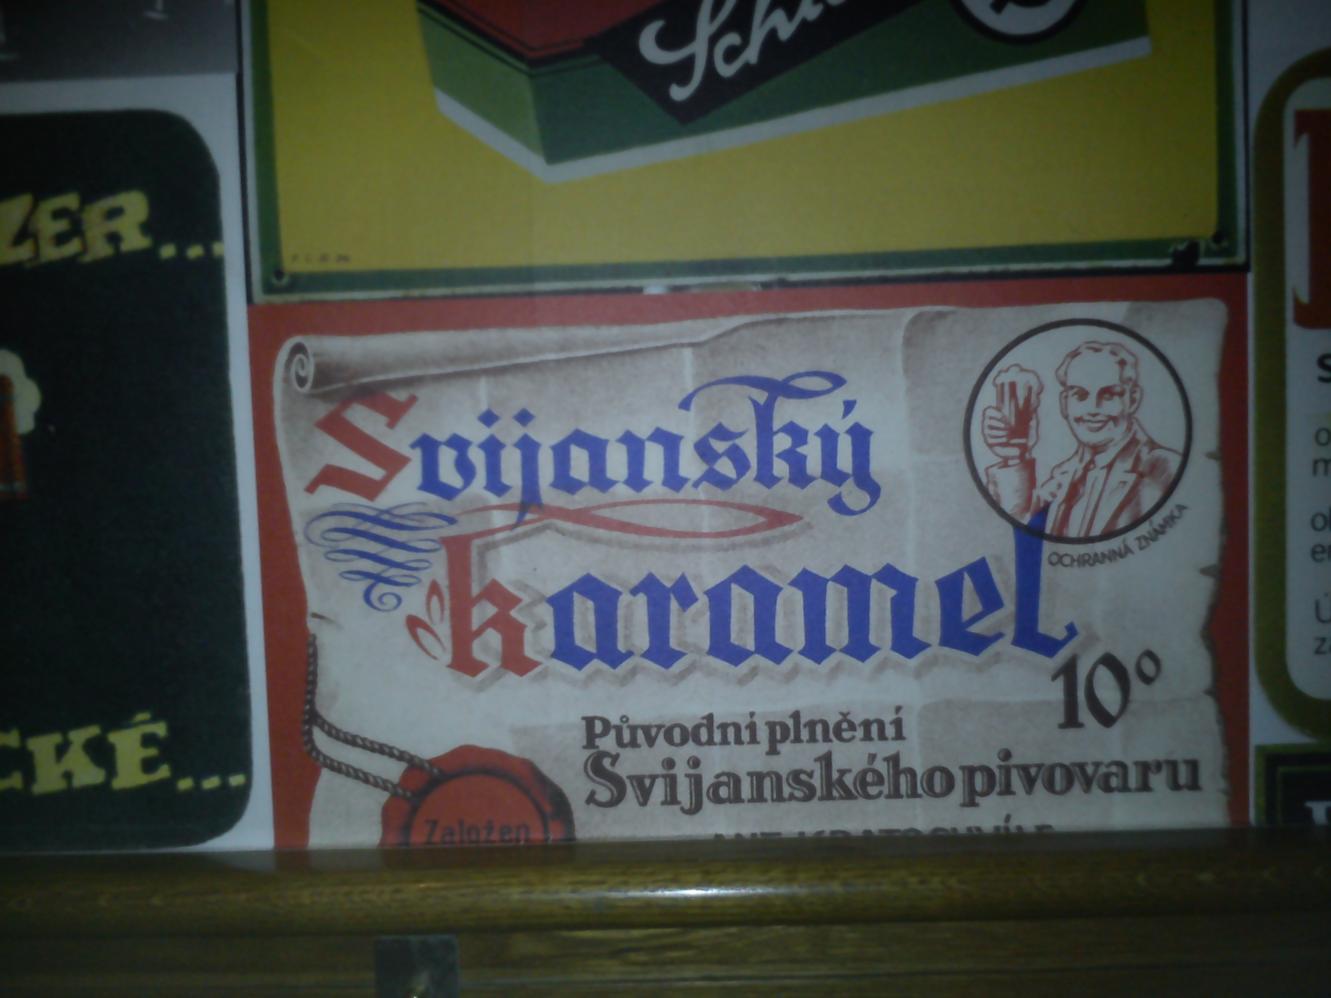 ZER...
CKÉ...
Svijanský
karamel
10°
OCHRANNÁ ZNÁMKA
Původní plnění
Svijanského pivovaru
Založen